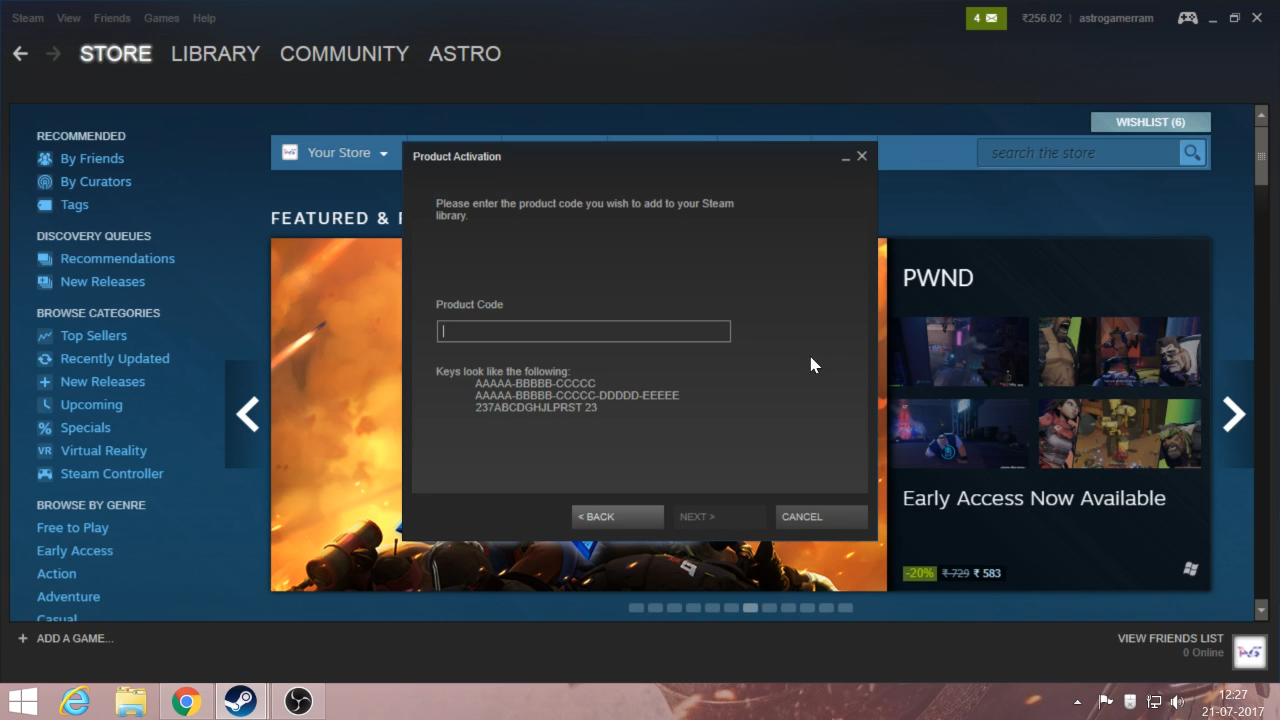 Steam View Friends Games Help
4 ₹256.02 | astrogamerram
STORE LIBRARY COMMUNITY ASTRO
WISHLIST (6)
RECOMMENDED
By Friends
By Curators
Tags
DISCOVERY QUEUES
Recommendations
New Releases
BROWSE CATEGORIES
Top Sellers
Recently Updated
New Releases
Upcoming
Specials
VR Virtual Reality
Steam Controller
BROWSE BY GENRE
Free to Play
Early Access
Action
Adventure
Casual
Your Store
search the store
FEATURED &
Product Activation
Please enter the product code you wish to add to your Steam
library.
Product Code
Keys look like the following:
AAAAA-BBBBB-CCCCC
AAAAA-BBBBB-CCCCC-DDDDD-EEEEE
237ABCDGHJLPRST 23
< BACK NEXT > CANCEL
PWND
Early Access Now Available
-20% ₹ 729 ₹ 583
+ ADD A GAME...
VIEW FRIENDS LIST
0 Online
12:27
21-07-2017